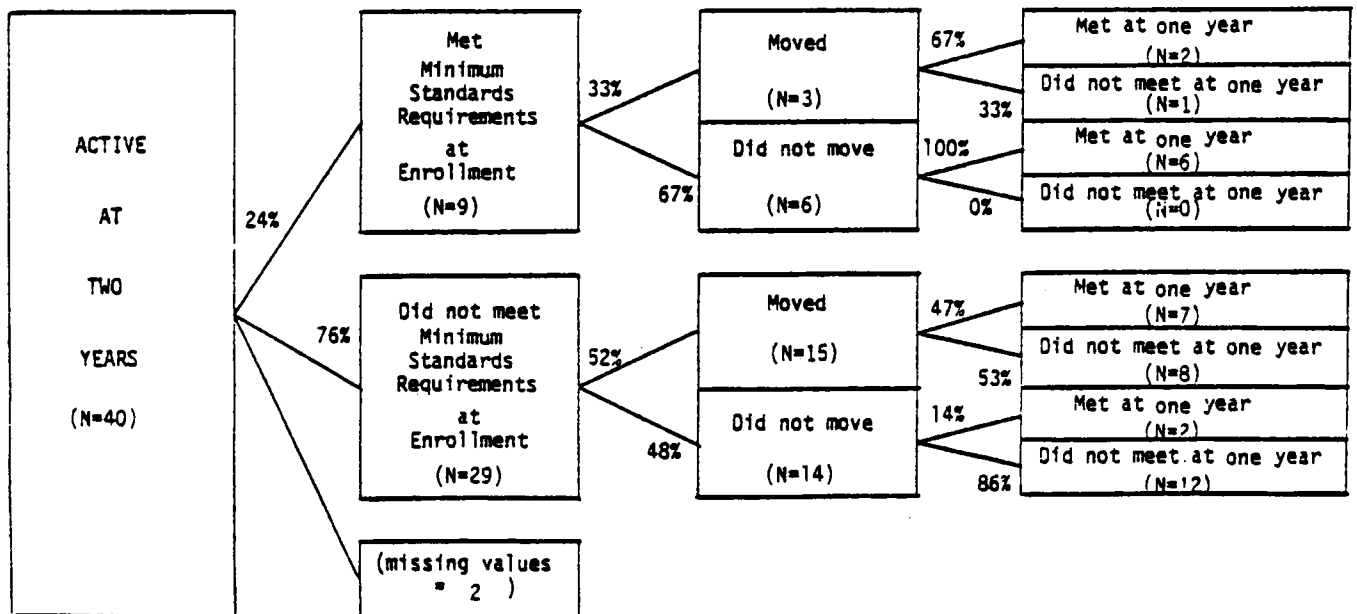 ACTIVE
AT
TWO
YEARS
(N=40)
24%
76%
Met
Minimum
Standards
Requirements
at
Enrollment
(N=9)
33%
67%
Moved
(N=3)
67%
33%
Met at one year
(N=2)
Did not meet at one year
(N=1)
Did not move
(N=6)
100%
0%
Met at one year
(N=6)
Did not meet at one year
(N=0)
Did not meet
Minimum
Standards
Requirements
at
Enrollment
(N=29)
52%
48%
Moved
(N=15)
47%
53%
Met at one year
(N=7)
Did not meet at one year
(N=8)
Did not move
(N=14)
14%
86%
Met at one year
(N=2)
Did not meet at one year
(N=12)
(missing values
= 2 )